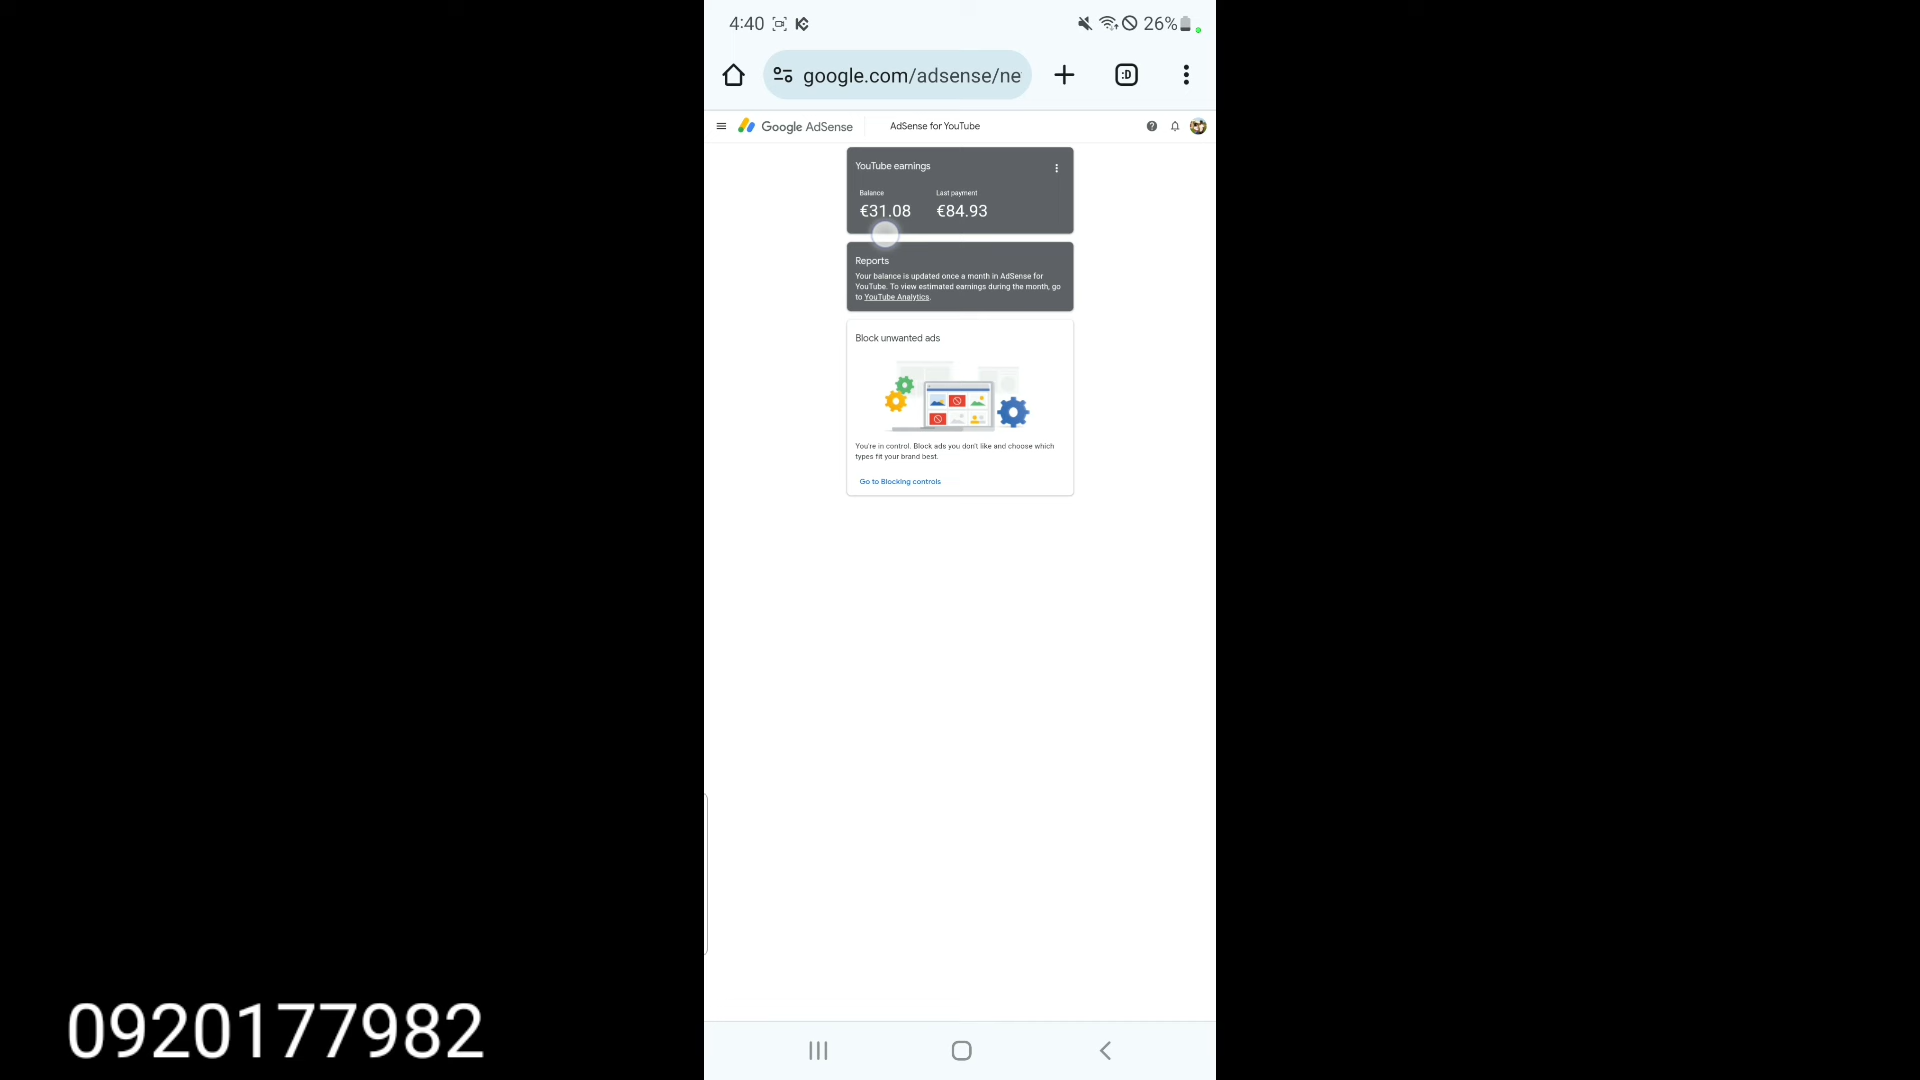 4:40
26%
google.com/adsense/ne
:D
Google AdSense
AdSense for YouTube
YouTube earnings
Balance
Last payment
€31.08
€84.93
Reports
Your balance is updated once a month in AdSense for
YouTube. To view estimated earnings during the month, go
to YouTube Analytics.
Block unwanted ads
You're in control. Block ads you don't like and choose which
types fit your brand best.
Go to Blocking controls
0920177982